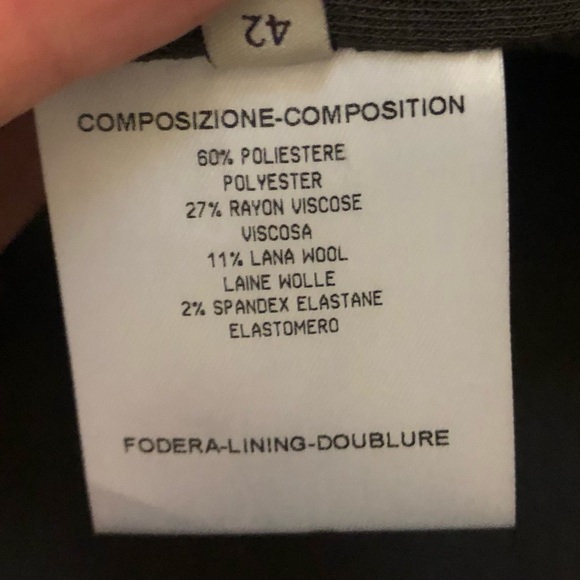 42
COMPOSIZIONE-COMPOSITION
60% POLIESTERE
POLYESTER
27% RAYON VISCOSE
VISCOSA
11% LANA WOOL
LAINE WOLLE
2% SPANDEX ELASTANE
ELASTOMERO
FODERA-LINING-DOUBLURE